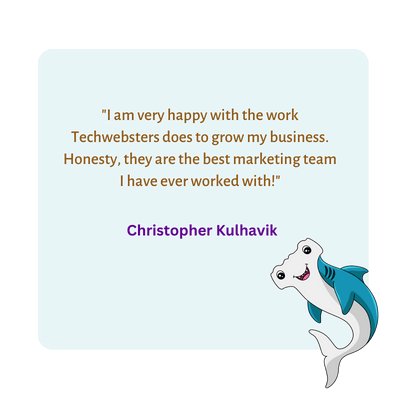 "I am very happy with the work
Techwebsters does to grow my business.
Honesty, they are the best marketing team
I have ever worked with!"
Christopher Kulhavik